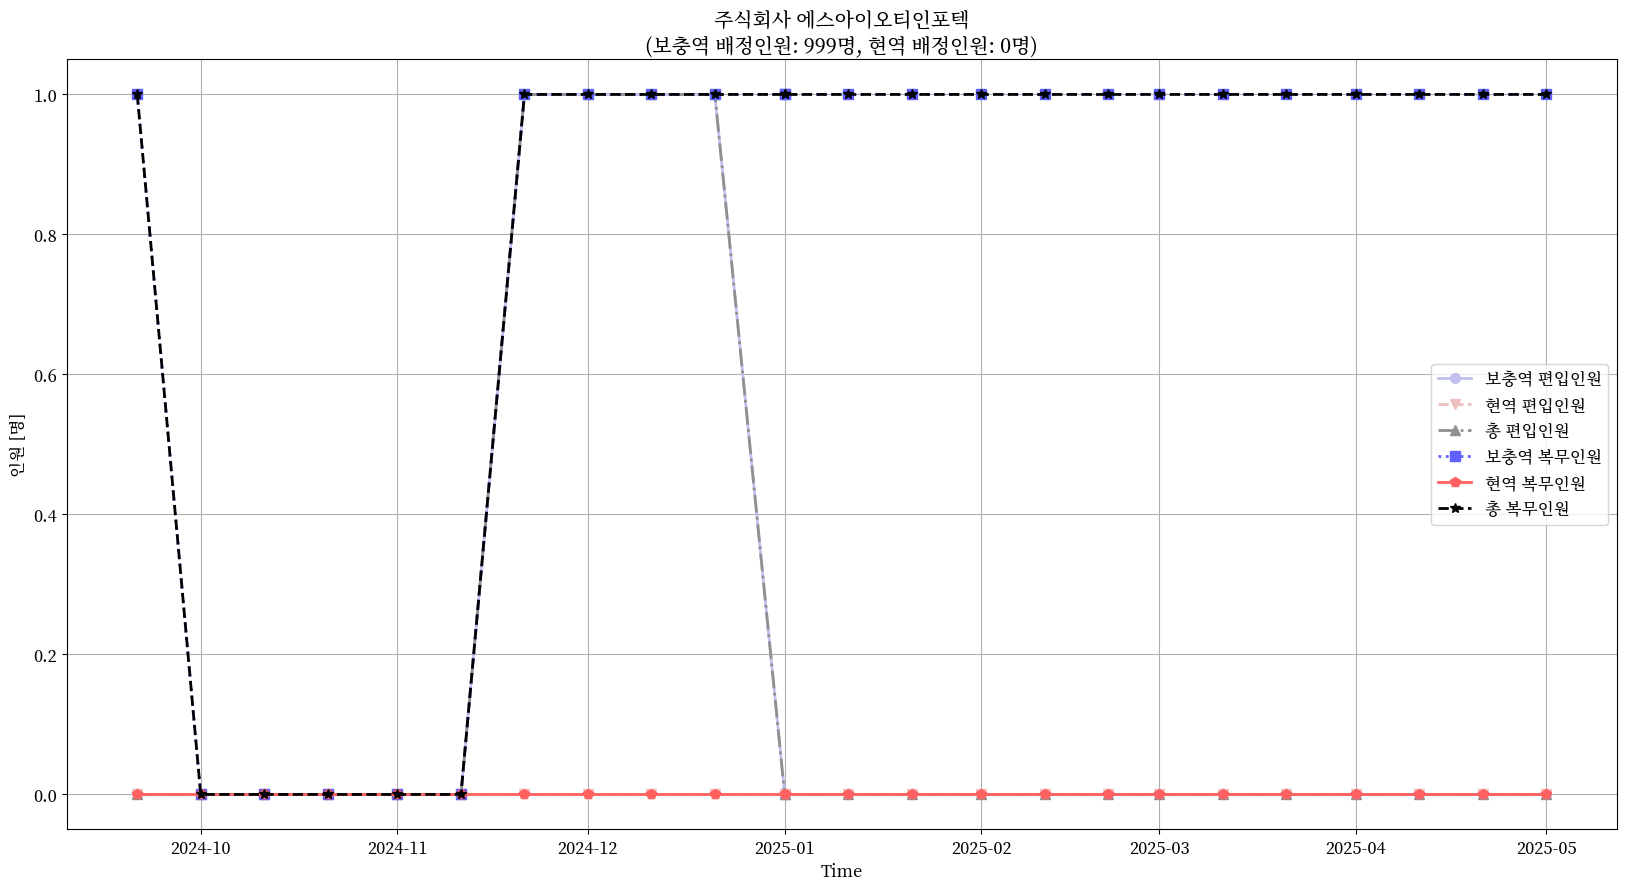 주식회사 에스아이오티인포텍
(보충역 배정인원: 999명, 현역 배정인원: 0명)
1.0
0.8
0.6
0.4
0.2
0.0
인원 [명]
보충역 편입인원
현역 편입인원
총 편입인원
보충역 복무인원
현역 복무인원
총 복무인원
2024-10
2024-11
2024-12
2025-01
2025-02
2025-03
2025-04
2025-05
Time